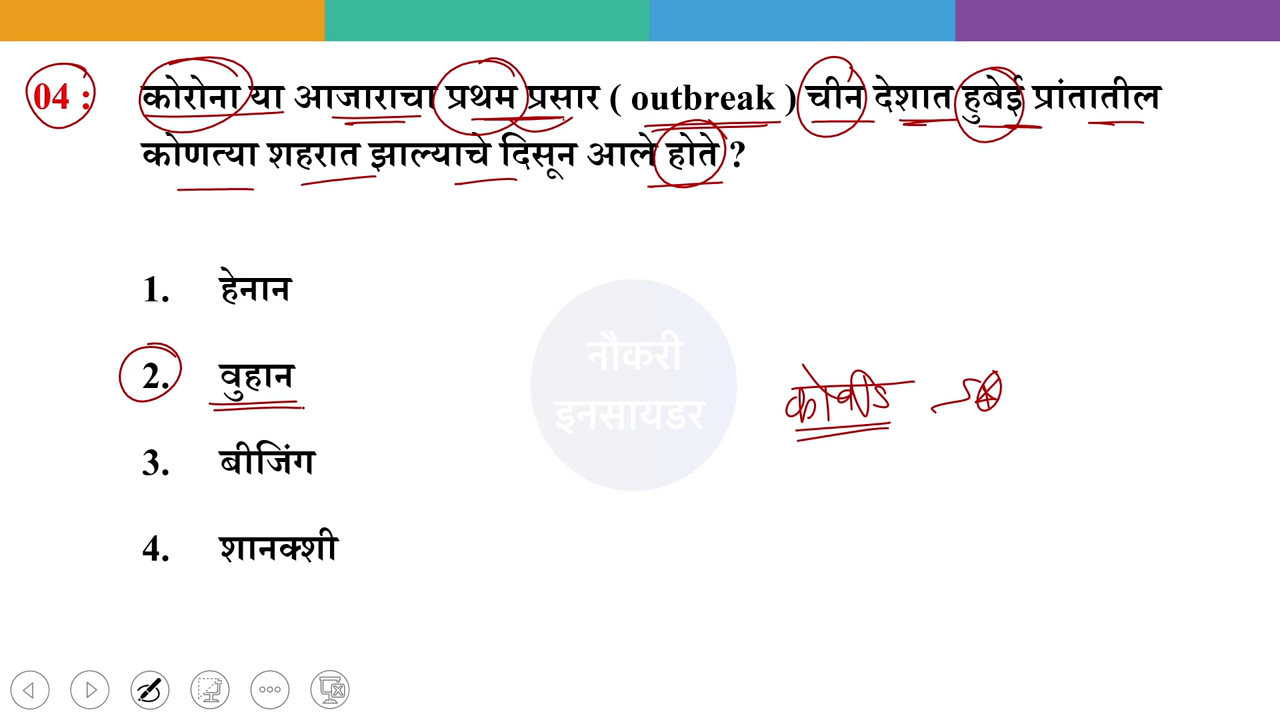 04 : कोरोना या आजाराचा प्रथम प्रसार ( outbreak ) चीन देशात हुबेई प्रांतातील
कोणत्या शहरात झाल्याचे दिसून आले होते ?
1. हेनान
2. वुहान
3. बीजिंग
4. शानक्शी
नौकरी
इनसायडर
कोवीड